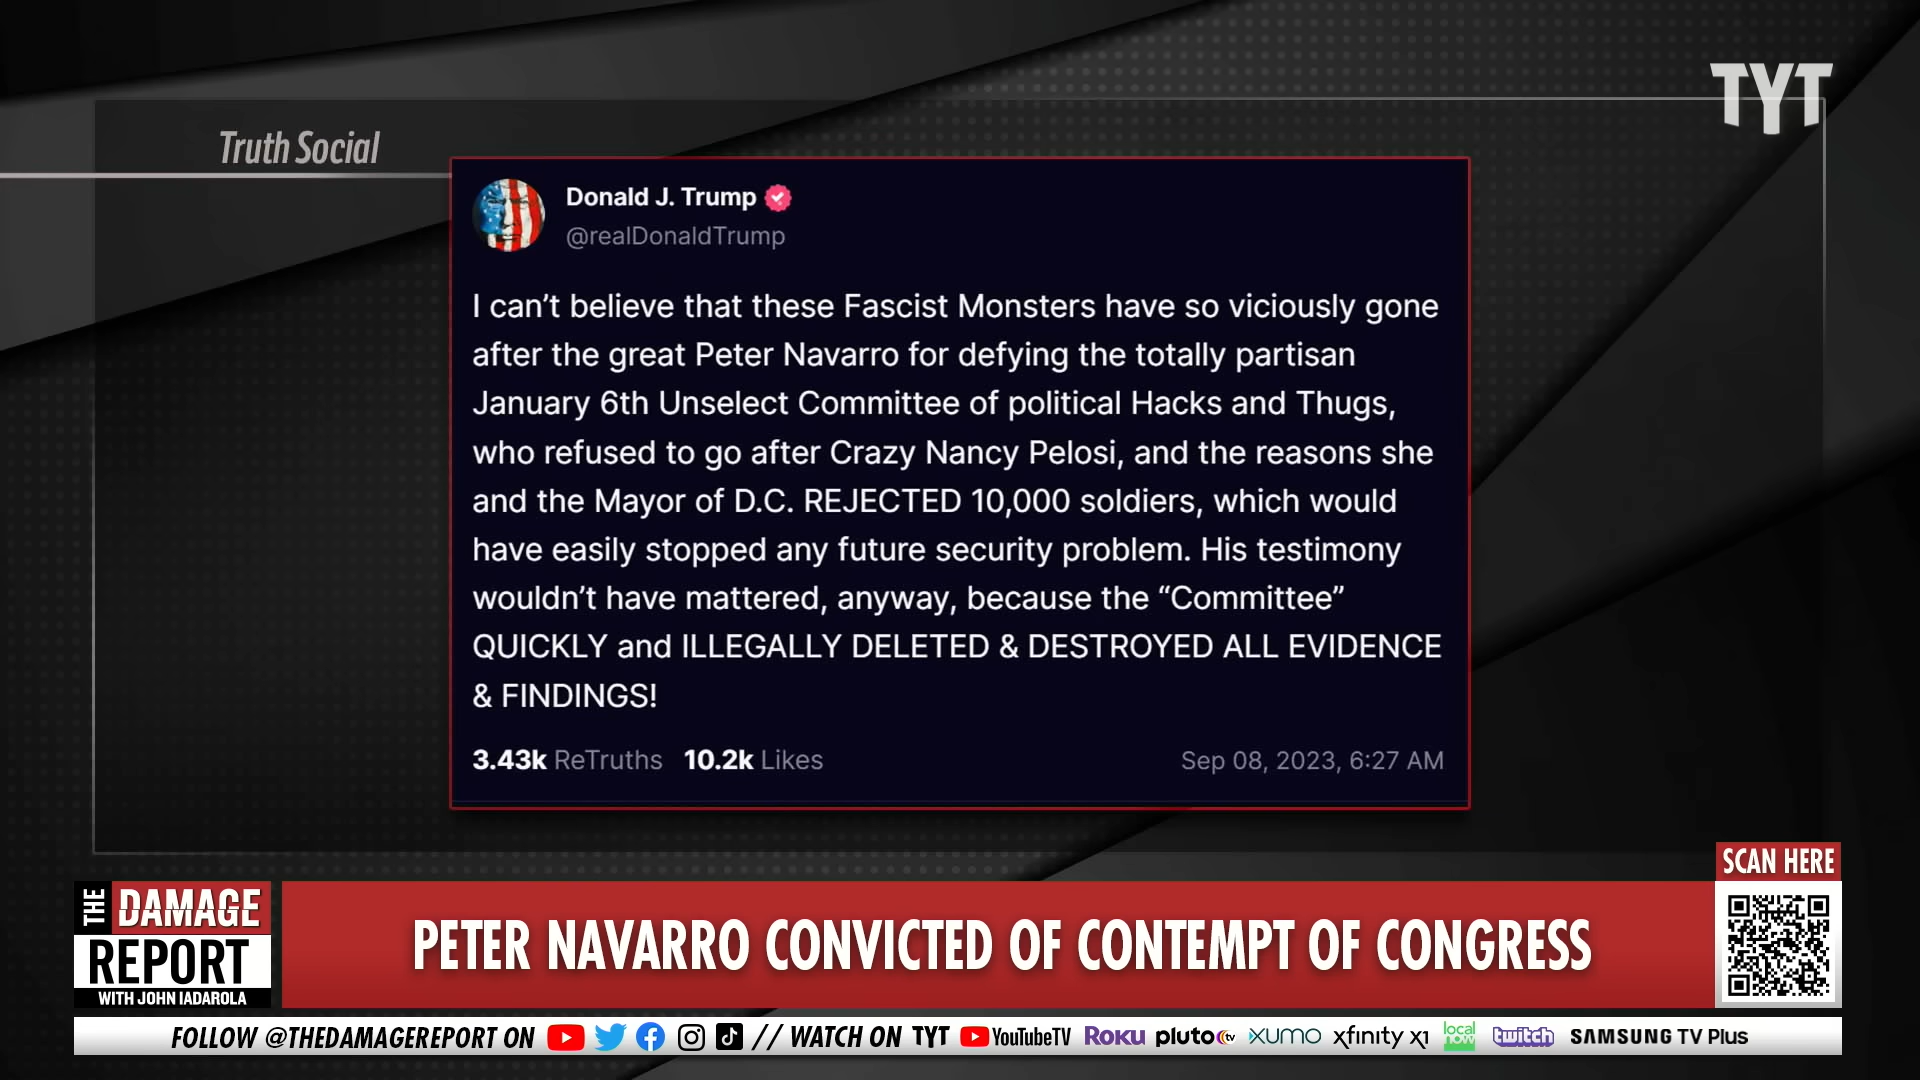 TYT
Truth Social
Donald J. Trump
@realDonaldTrump
I can’t believe that these Fascist Monsters have so viciously gone
after the great Peter Navarro for defying the totally partisan
January 6th Unselect Committee of political Hacks and Thugs,
who refused to go after Crazy Nancy Pelosi, and the reasons she
and the Mayor of D.C. REJECTED 10,000 soldiers, which would
have easily stopped any future security problem. His testimony
wouldn’t have mattered, anyway, because the “Committee”
QUICKLY and ILLEGALLY DELETED & DESTROYED ALL EVIDENCE
& FINDINGS!
3.43k ReTruths 10.2k Likes Sep 08, 2023, 6:27 AM
SCAN HERE
THE DAMAGE
REPORT
WITH JOHN IADAROLA
PETER NAVARRO CONVICTED OF CONTEMPT OF CONGRESS
FOLLOW @THEDAMAGEREPORT ON // WATCH ON TYT YouTubeTV Roku pluto tv xumo xfinity x1 local now twitch SAMSUNG TV Plus